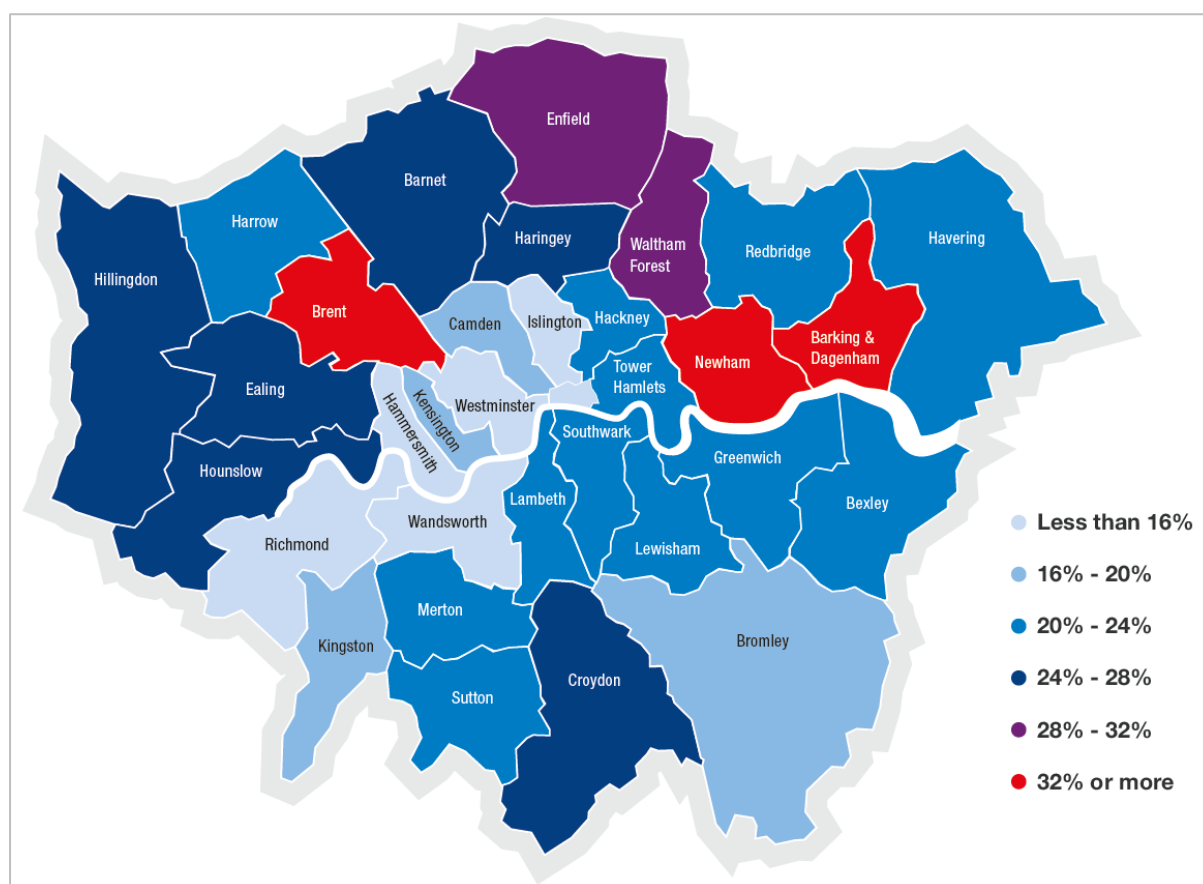 Enfield
Barnet
Harrow
Haringey
Waltham
Forest
Redbridge
Havering
Hillingdon
Brent
Camden
Islington
Hackney
Newham
Barking &
Dagenham
Ealing
Hammersmith
Kensington
Westminster
Tower
Hamlets
Southwark
Greenwich
Hounslow
Lambeth
Bexley
Richmond
Wandsworth
Lewisham
Merton
Kingston
Bromley
Sutton
Croydon
Less than 16%
16% - 20%
20% - 24%
24% - 28%
28% - 32%
32% or more